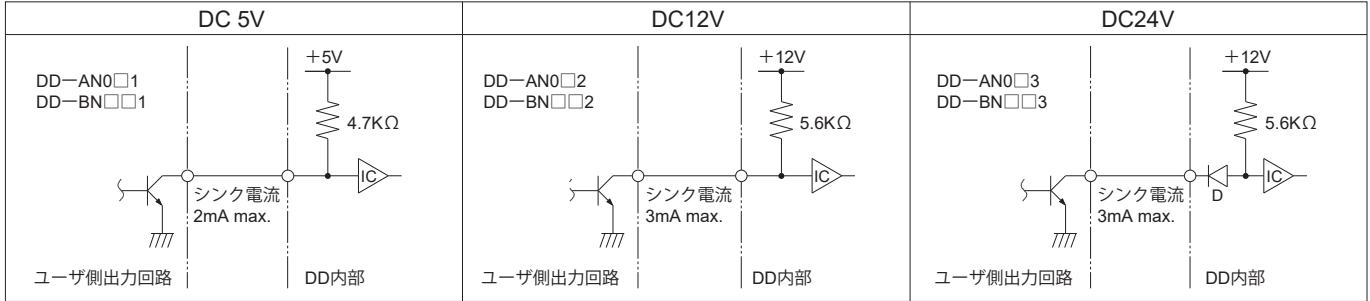 DC 5V
＋5V
DD－AN0□1
DD－BN□□1
4.7KΩ
IC
シンク電流
2mA max.
ユーザ側出力回路
DD内部
DC12V
＋12V
DD－AN0□2
DD－BN□□2
5.6KΩ
IC
シンク電流
3mA max.
ユーザ側出力回路
DD内部
DC24V
＋12V
DD－AN0□3
DD－BN□□3
5.6KΩ
IC
D
シンク電流
3mA max.
ユーザ側出力回路
DD内部